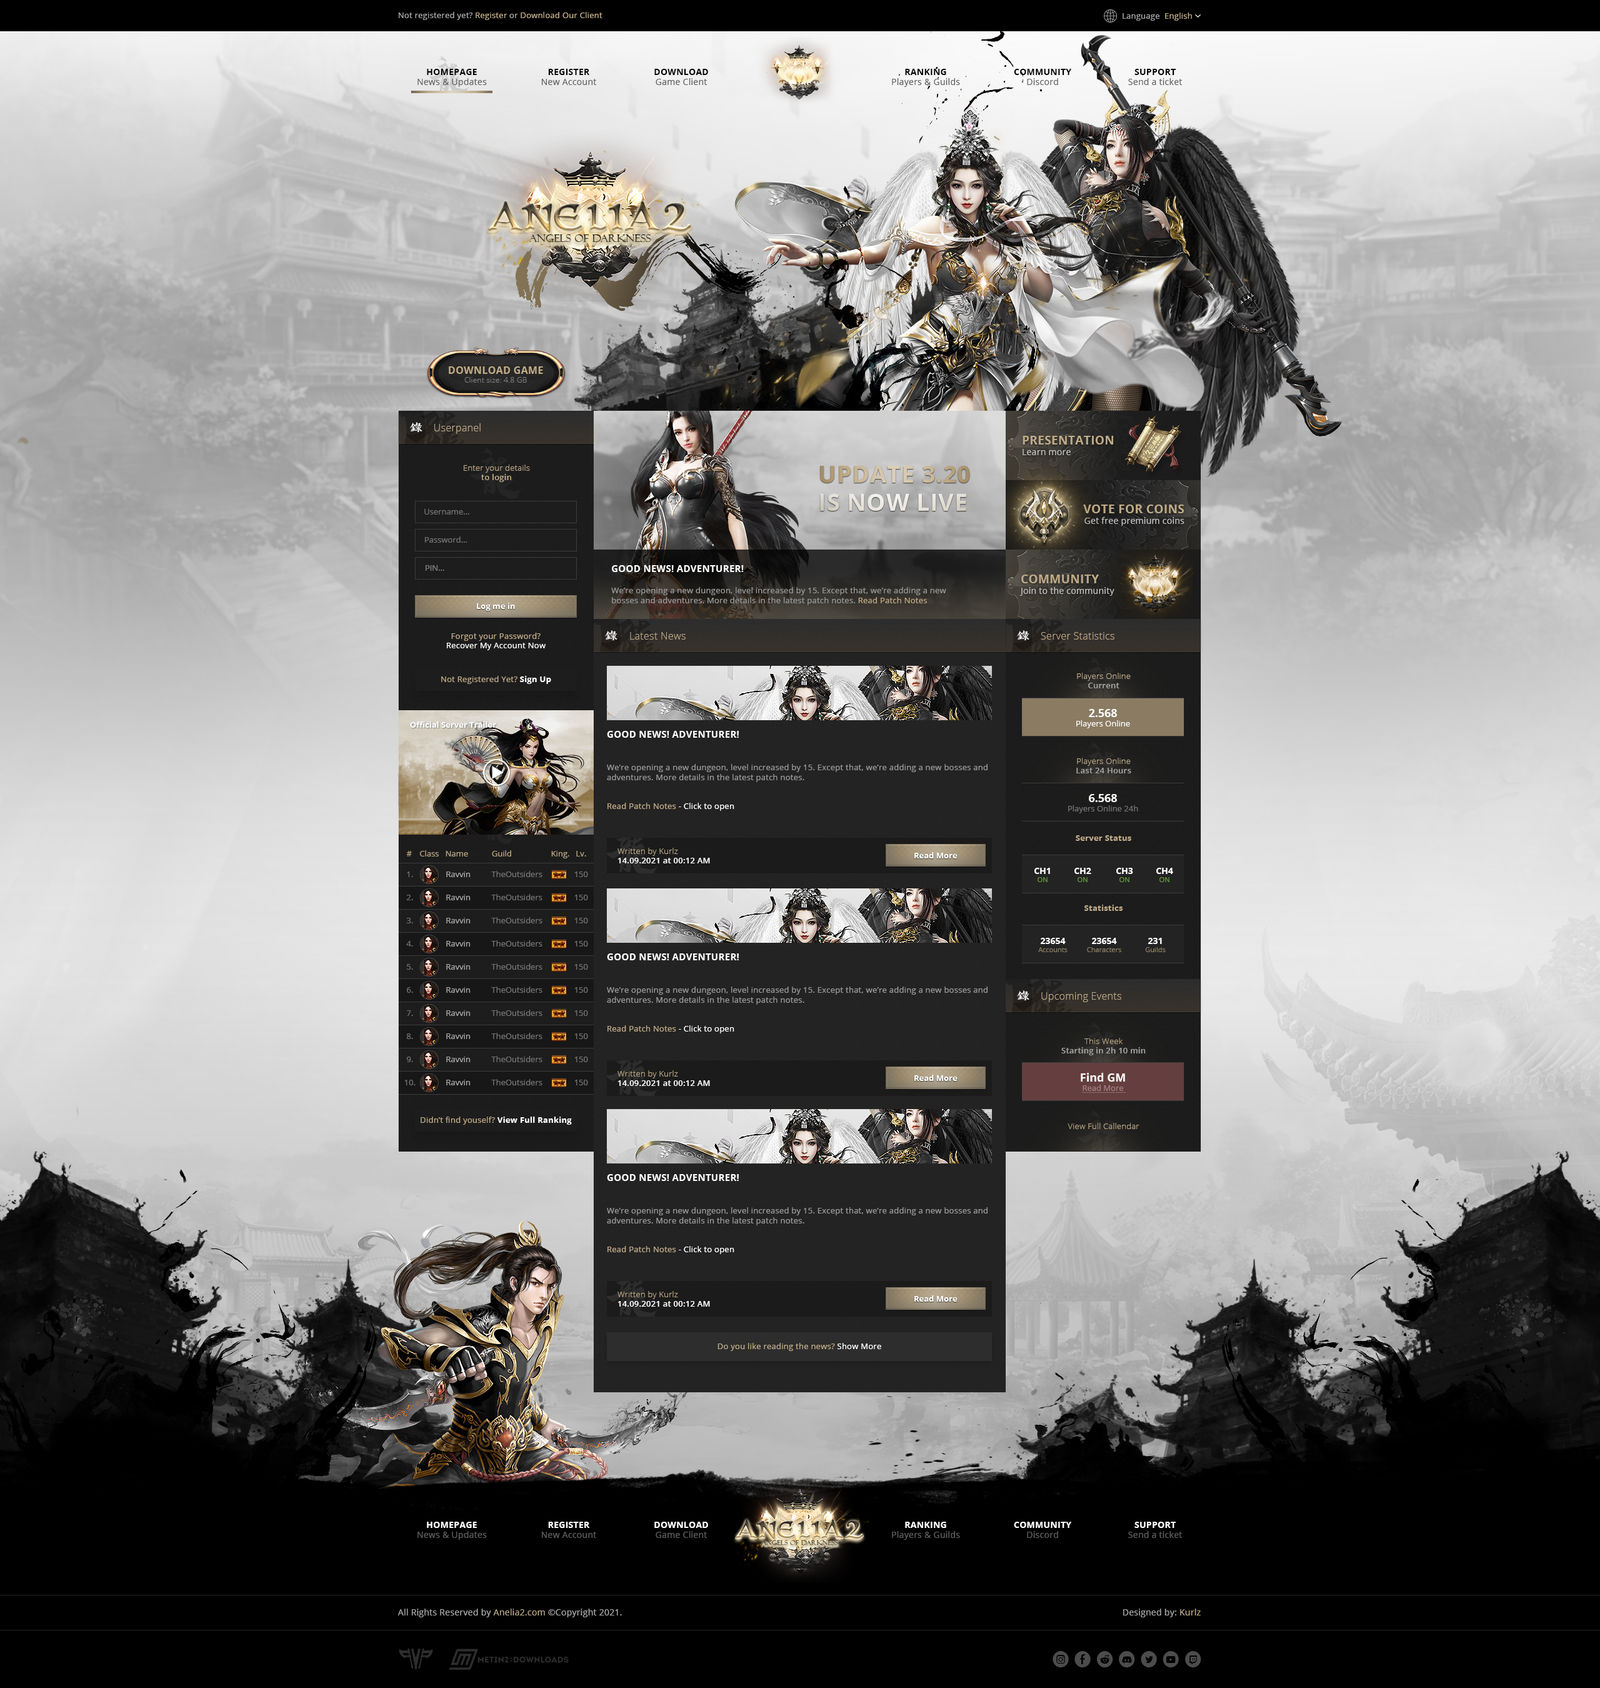 Not registered yet? Register or Download Our Client
Language English
HOMEPAGE
News & Updates
REGISTER
New Account
DOWNLOAD
Game Client
RANKING
Players & Guilds
COMMUNITY
Discord
SUPPORT
Send a ticket
ANELIA 2
ANGELS OF DARKNESS
DOWNLOAD GAME
Client size: 4.8 GB
Userpanel
Enter your details
to login
Username...
Password...
PIN...
Log me in
Forgot your Password?
Recover My Account Now
Not Registered Yet? Sign Up
Official Server Trailer
# Class Name Guild King. Lv.
1. Ravvin TheOutsiders 150
2. Ravvin TheOutsiders 150
3. Ravvin TheOutsiders 150
4. Ravvin TheOutsiders 150
5. Ravvin TheOutsiders 150
6. Ravvin TheOutsiders 150
7. Ravvin TheOutsiders 150
8. Ravvin TheOutsiders 150
9. Ravvin TheOutsiders 150
10. Ravvin TheOutsiders 150
Didn't find youself? View Full Ranking
UPDATE 3.20
IS NOW LIVE
GOOD NEWS! ADVENTURER!
We're opening a new dungeon, level increased by 15. Except that, we're adding a new
bosses and adventures. More details in the latest patch notes. Read Patch Notes
Latest News
GOOD NEWS! ADVENTURER!
We're opening a new dungeon, level increased by 15. Except that, we're adding a new bosses and
adventures. More details in the latest patch notes.
Read Patch Notes - Click to open
Written by Kurlz
14.09.2021 at 00:12 AM
Read More
GOOD NEWS! ADVENTURER!
We're opening a new dungeon, level increased by 15. Except that, we're adding a new bosses and
adventures. More details in the latest patch notes.
Read Patch Notes - Click to open
Written by Kurlz
14.09.2021 at 00:12 AM
Read More
GOOD NEWS! ADVENTURER!
We're opening a new dungeon, level increased by 15. Except that, we're adding a new bosses and
adventures. More details in the latest patch notes.
Read Patch Notes - Click to open
Written by Kurlz
14.09.2021 at 00:12 AM
Read More
Do you like reading the news? Show More
PRESENTATION
Learn more
VOTE FOR COINS
Get free premium coins
COMMUNITY
Join to the community
Server Statistics
Players Online
Current
2.568
Players Online
Players Online
Last 24 Hours
6.568
Players Online 24h
Server Status
CH1 CH2 CH3 CH4
ON ON ON ON
Statistics
23654 23654 231
Accounts Characters Guilds
Upcoming Events
This Week
Starting in 2h 10 min
Find GM
Read More
View Full Callendar
HOMEPAGE
News & Updates
REGISTER
New Account
DOWNLOAD
Game Client
ANELIA 2
ANGELS OF DARKNESS
RANKING
Players & Guilds
COMMUNITY
Discord
SUPPORT
Send a ticket
All Rights Reserved by Anelia2.com ©Copyright 2021.
Designed by: Kurlz
METIN2:DOWNLOADS